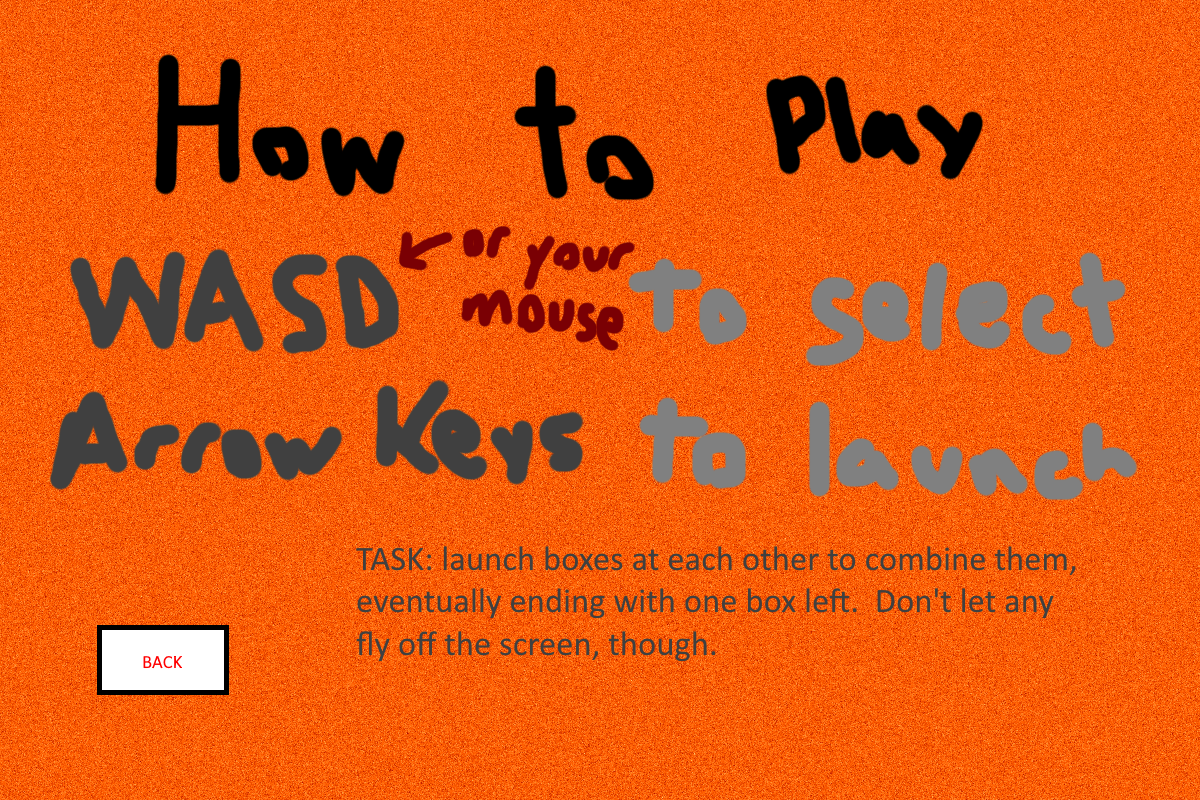 How to Play
WASD or your mouse to select
Arrow Keys to launch
TASK: launch boxes at each other to combine them,
eventually ending with one box left.  Don't let any
fly off the screen, though.
BACK